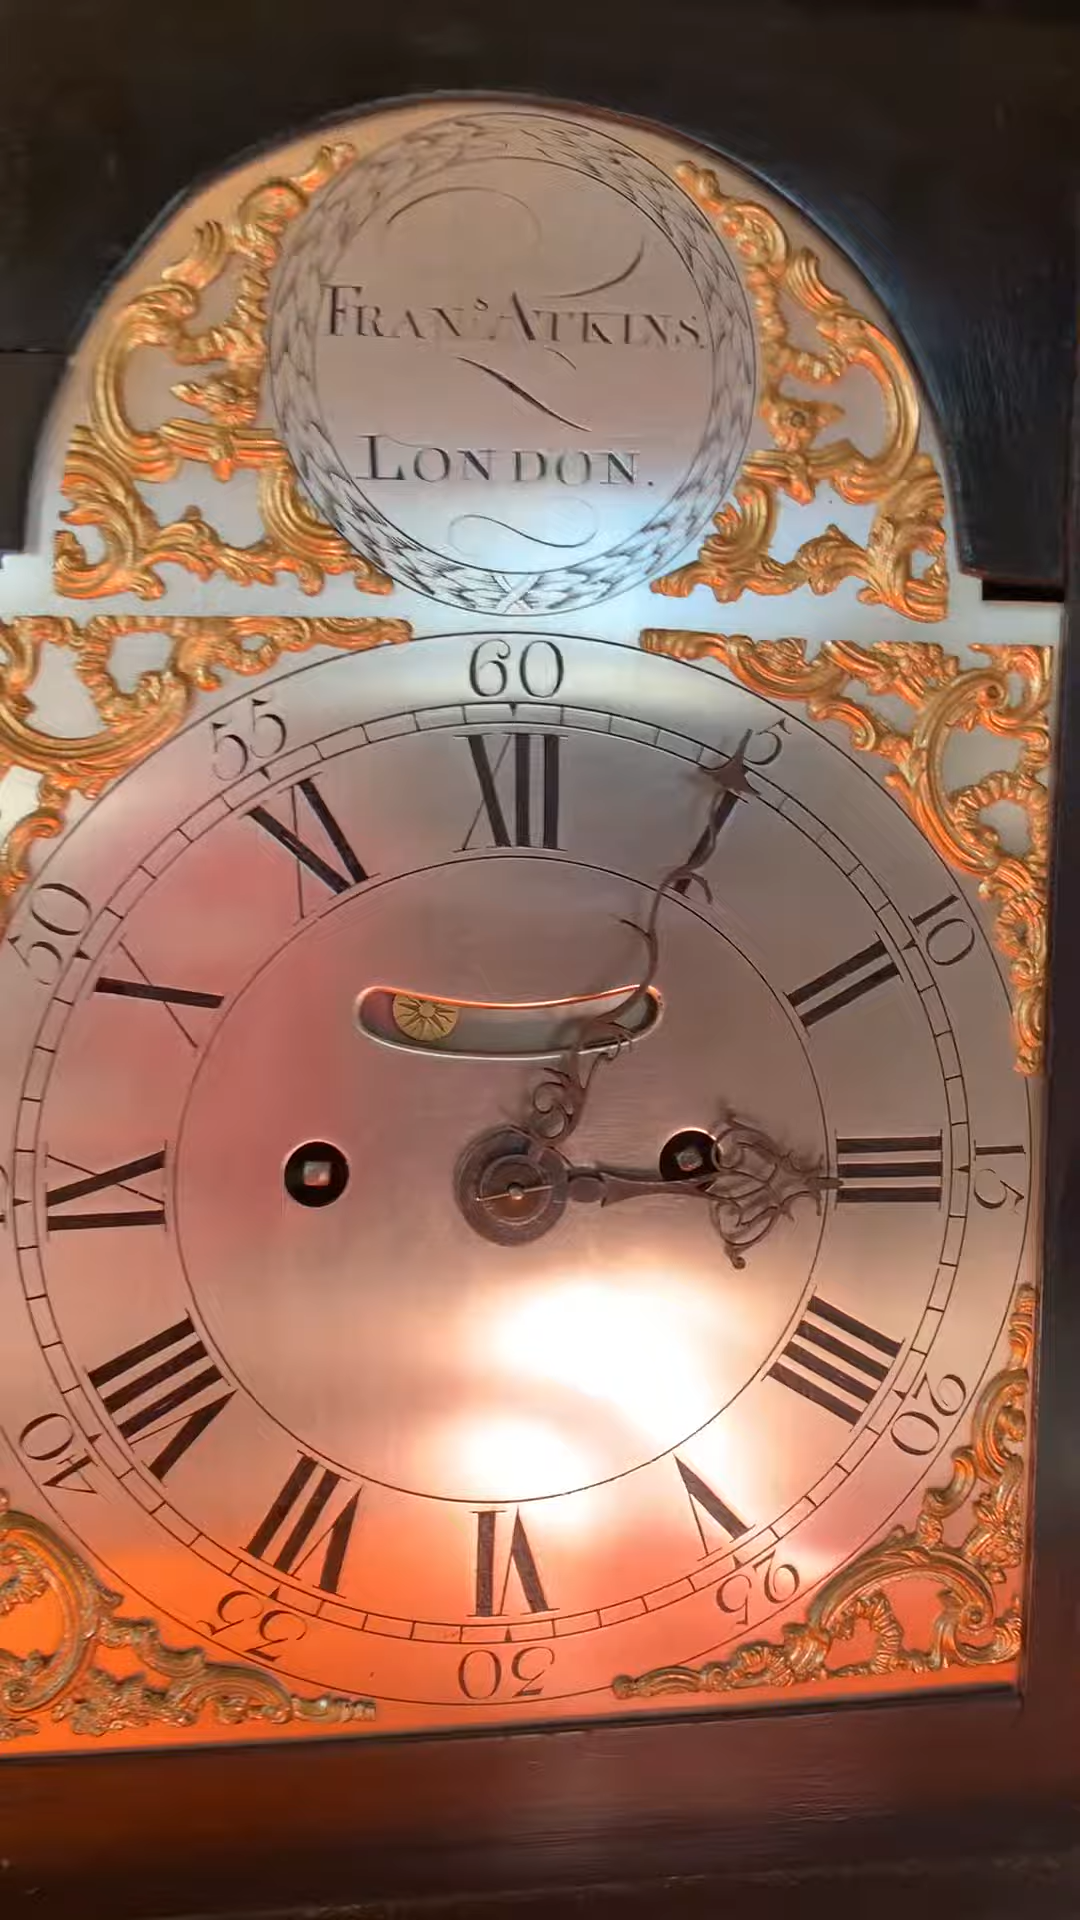 FRANˢ ATKINS.
LONDON.
60
55 5
XII
XI I
50 10
X II
IX III 15
VIII IIII
40 20
VII V
VI
35 25
30